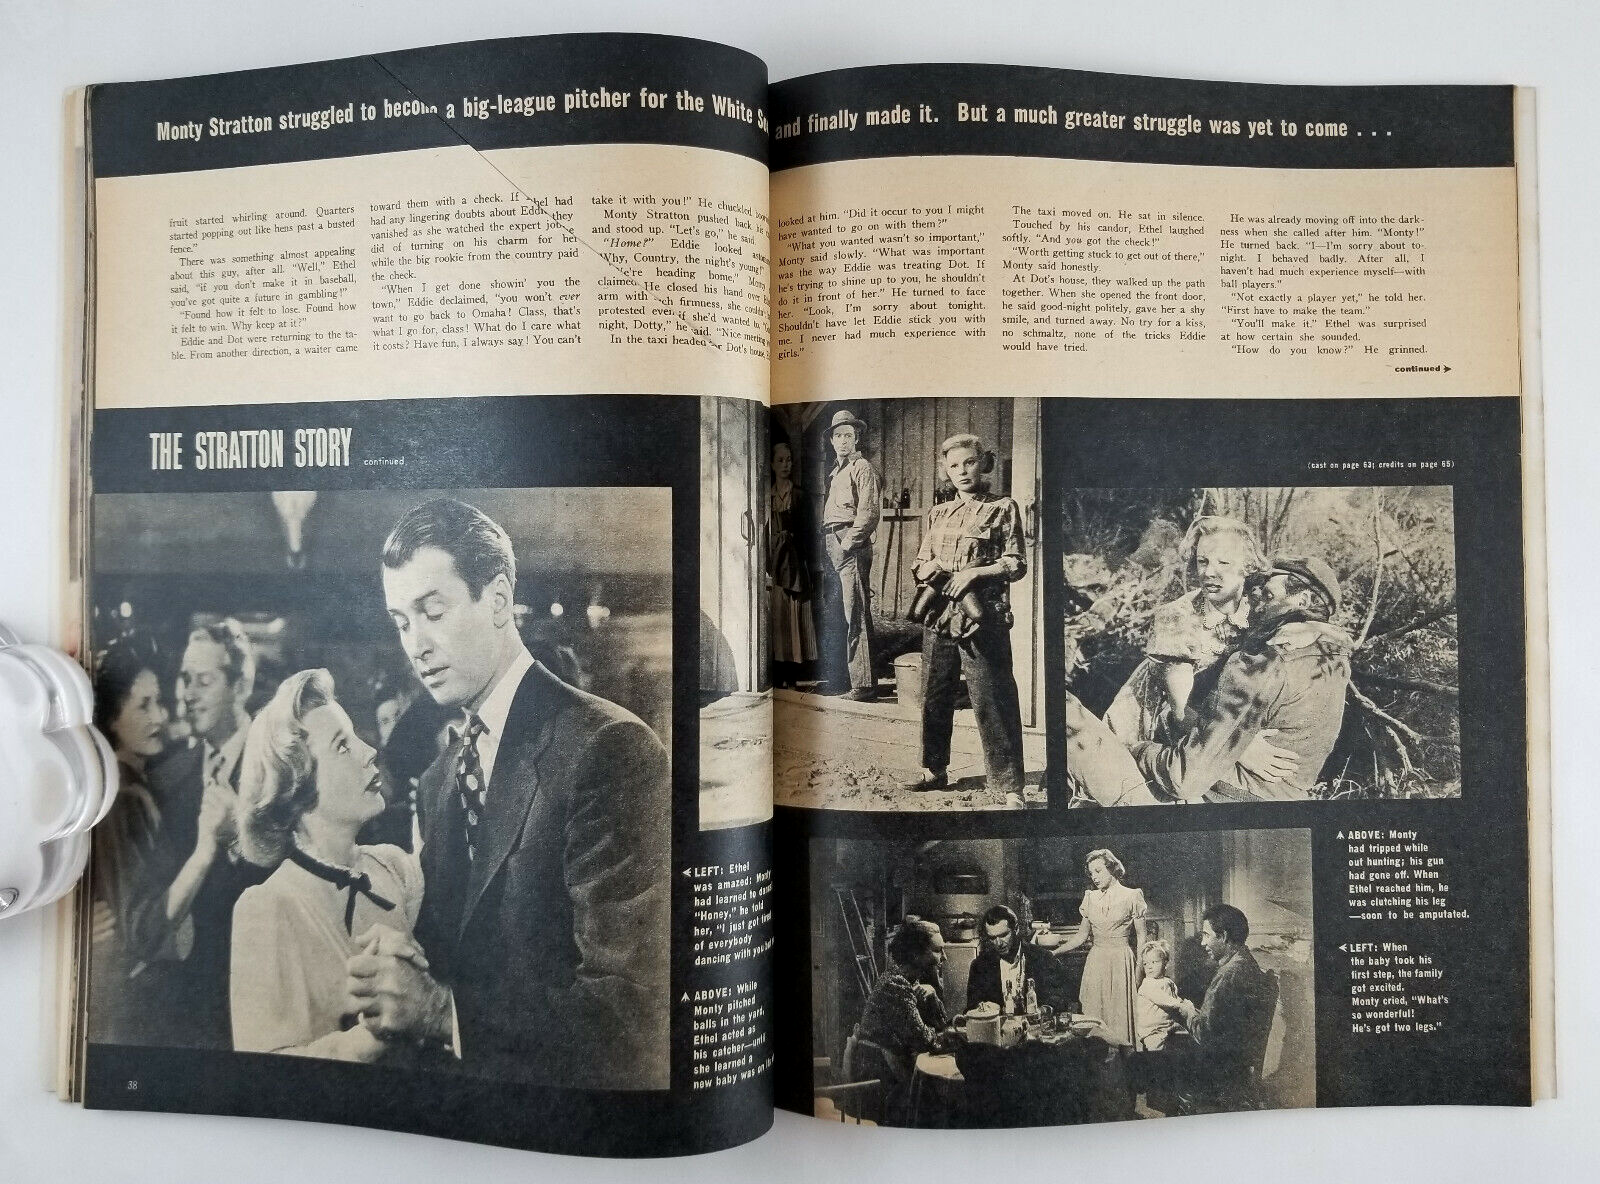 Monty Stratton struggled to a big-league pitcher for the White and finally made it. But a much greater struggle was yet to come . . .
fruit started whirling around. Quarters
started popping out like hens past a busted
fence."
There was something almost appealing
about this guy, after all. "Well," Ethel
said, "if you don't make it in baseball,
you've got quite a future in gambling!"
"Found how it felt to lose. Found how
it felt to win. Why keep at it?"
Eddie and Dot were returning to the ta-
ble. From another direction, a waiter came
toward them with a check. If had
had any lingering doubts about they
vanished as she watched the expert
did of turning on his charm for her
while the big rookie from the country paid
the check.
"When I get done showin' you the
town," Eddie declaimed, "you won't ever
want to go back to Omaha! Class, that's
what I go for, class! What do I care what
it costs? Have fun, I always say! You can't
take it with you!" He chuckled
Monty Stratton pushed back his
and stood up. "Let's go," he said.
"Home?" Eddie looked
"Why, Country, the night's young!"
heading home," Monty
He closed his hand over
arm with firmness, she
protested even if she'd wanted to.
night, Dotty," he said. "Nice meeting
In the taxi headed Dot's house,
looked at him. "Did it occur to you I might
have wanted to go on with them?"
"What you wanted wasn't so important,"
Monty said slowly. "What was important
was the way Eddie was treating Dot. If
he's trying to shine up to you, he shouldn't
do it in front of her." He turned to face
her. "Look, I'm sorry about tonight.
Shouldn't have let Eddie stick you with
me. I never had much experience with
girls."
The taxi moved on. He sat in silence.
Touched by his candor, Ethel laughed
softly. "And you got the check!"
"Worth getting stuck to get out of there,"
Monty said honestly.
At Dot's house, they walked up the path
together. When she opened the front door,
he said good-night politely, gave her a shy
smile, and turned away. No try for a kiss,
no schmaltz, none of the tricks Eddie
would have tried.
He was already moving off into the dark-
ness when she called after him. "Monty!"
He turned back. "I—I'm sorry about to-
night. I behaved badly. After all, I
haven't had much experience myself—with
ball players."
"Not exactly a player yet," he told her.
"First have to make the team."
"You'll make it." Ethel was surprised
at how certain she sounded.
"How do you know?" He grinned.
continued
THE STRATTON STORY continued
(cast on page 63; credits on page 65)
LEFT: Ethel
was amazed: Monty
had learned to
"Honey," he told
her, "I just got tired
of everybody
dancing with you
ABOVE: While
Monty pitched
balls in the yard,
Ethel acted as
his catcher—until
she learned a
new baby was on
ABOVE: Monty
had tripped while
out hunting; his gun
had gone off. When
Ethel reached him, he
was clutching his leg
—soon to be amputated.
LEFT: When
the baby took his
first step, the family
got excited.
Monty cried, "What's
so wonderful!
He's got two legs."
38